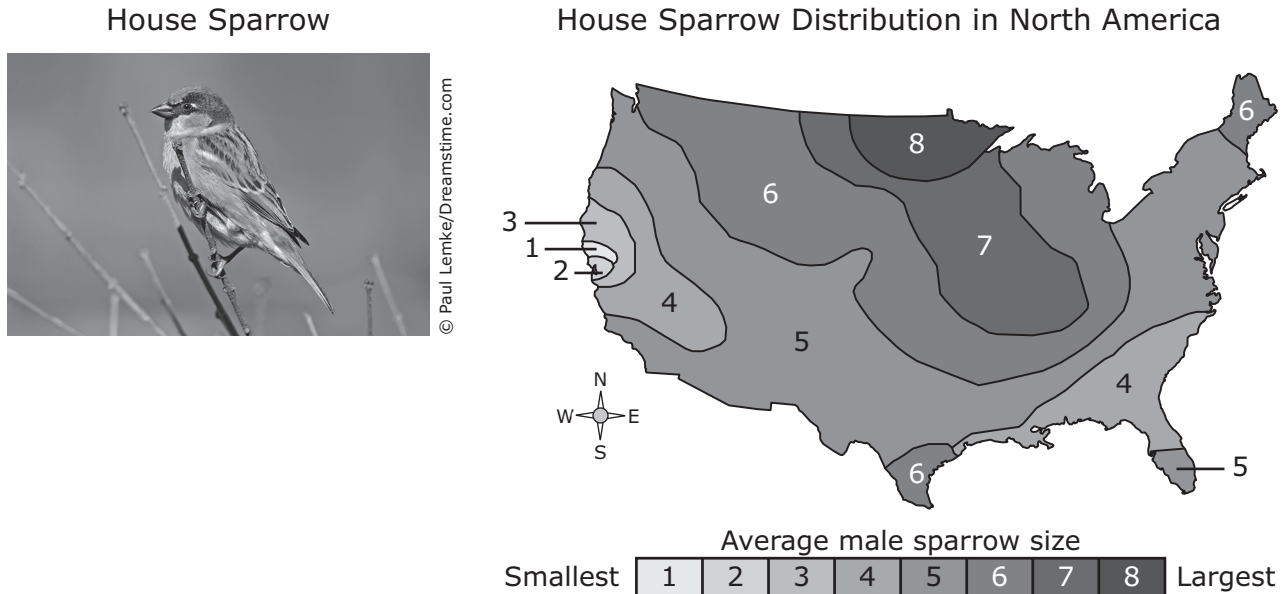 House Sparrow
© Paul Lemke/Dreamstime.com
House Sparrow Distribution in North America
6
8
6
3
7
1
2
4
5
4
N
W E
S
6
5
Average male sparrow size
Smallest 1 2 3 4 5 6 7 8 Largest